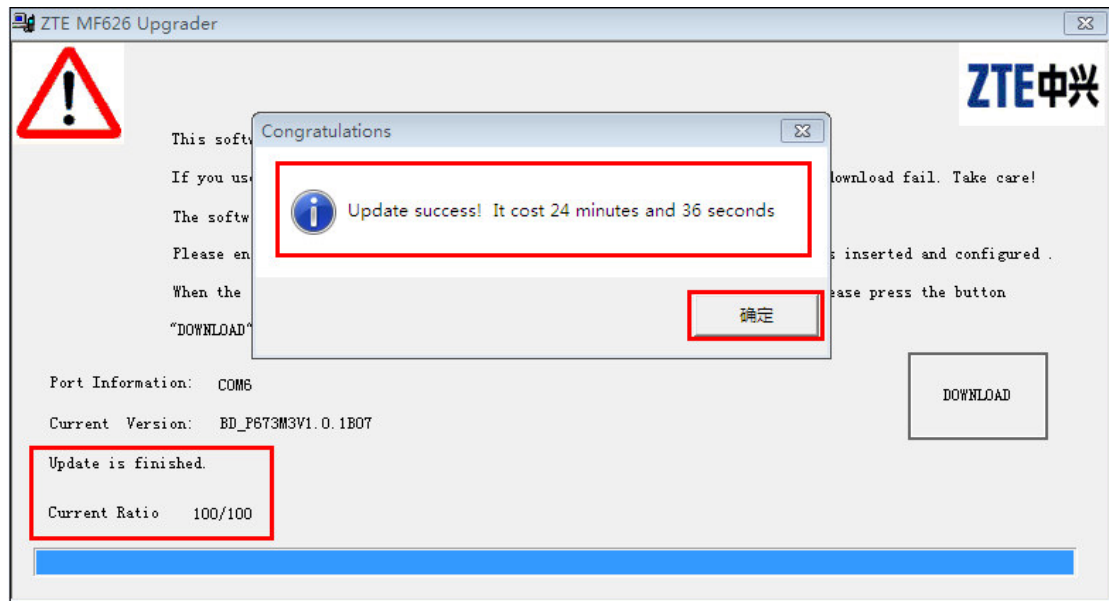 ZTE MF626 Upgrader
ZTE中兴
Congratulations
This softw
If you use
download fail. Take care!
Update success! It cost 24 minutes and 36 seconds
The softw
Please en
s inserted and configured .
When the
ease press the button
确定
"DOWNLOAD"
Port Information: COM6
DOWNLOAD
Current Version: BD_P673M3V1.0.1B07
Update is finished.
Current Ratio 100/100